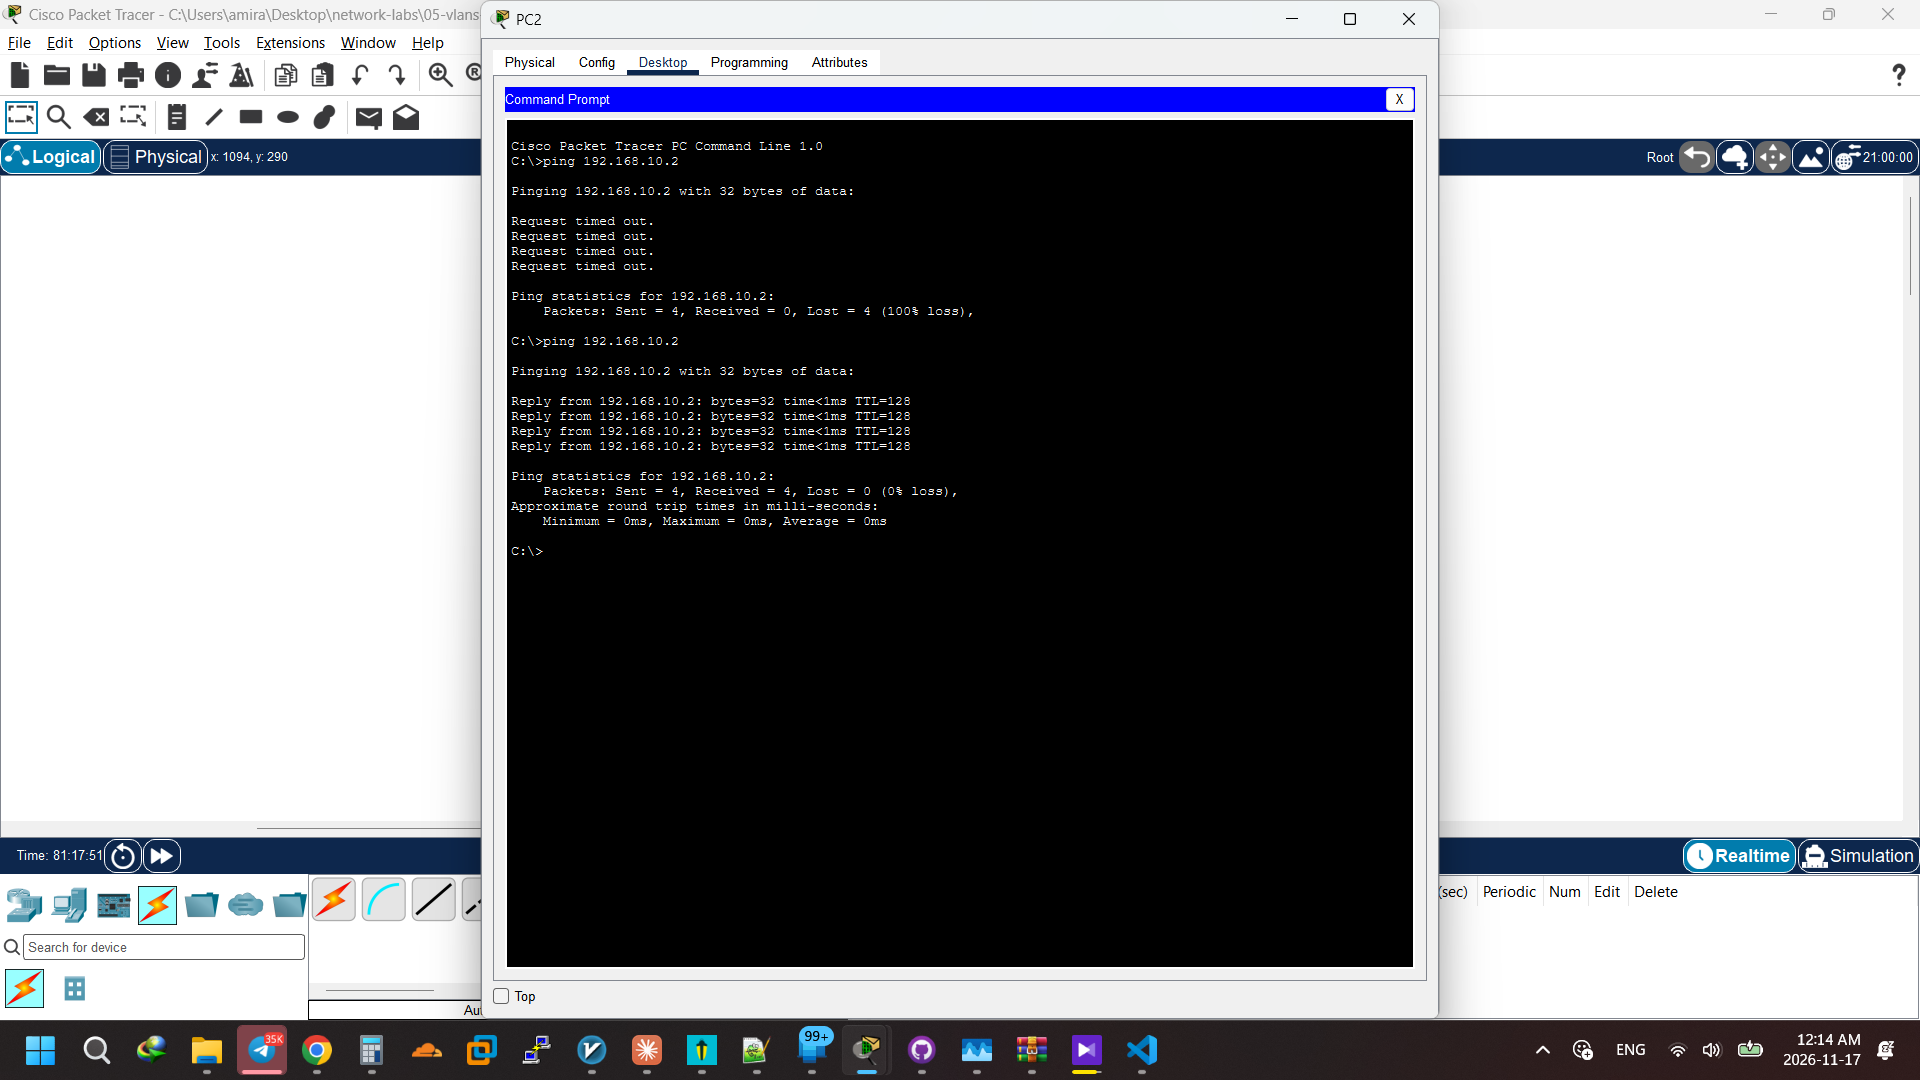 Cisco Packet Tracer - C:\Users\amira\Desktop\network-labs\05-vlans
PC2
File Edit Options View Tools Extensions Window Help
Physical Config Desktop Programming Attributes
Command Prompt
X
Logical Physical x: 1094, y: 290
Root 21:00:00
Cisco Packet Tracer PC Command Line 1.0
C:\>ping 192.168.10.2
Pinging 192.168.10.2 with 32 bytes of data:
Request timed out.
Request timed out.
Request timed out.
Request timed out.
Ping statistics for 192.168.10.2:
Packets: Sent = 4, Received = 0, Lost = 4 (100% loss),
C:\>ping 192.168.10.2
Pinging 192.168.10.2 with 32 bytes of data:
Reply from 192.168.10.2: bytes=32 time<1ms TTL=128
Reply from 192.168.10.2: bytes=32 time<1ms TTL=128
Reply from 192.168.10.2: bytes=32 time<1ms TTL=128
Reply from 192.168.10.2: bytes=32 time<1ms TTL=128
Ping statistics for 192.168.10.2:
Packets: Sent = 4, Received = 4, Lost = 0 (0% loss),
Approximate round trip times in milli-seconds:
Minimum = 0ms, Maximum = 0ms, Average = 0ms
C:\>
Time: 81:17:51
Realtime Simulation
(sec) Periodic Num Edit Delete
Search for device
Top
35K
99+
ENG
12:14 AM
2026-11-17